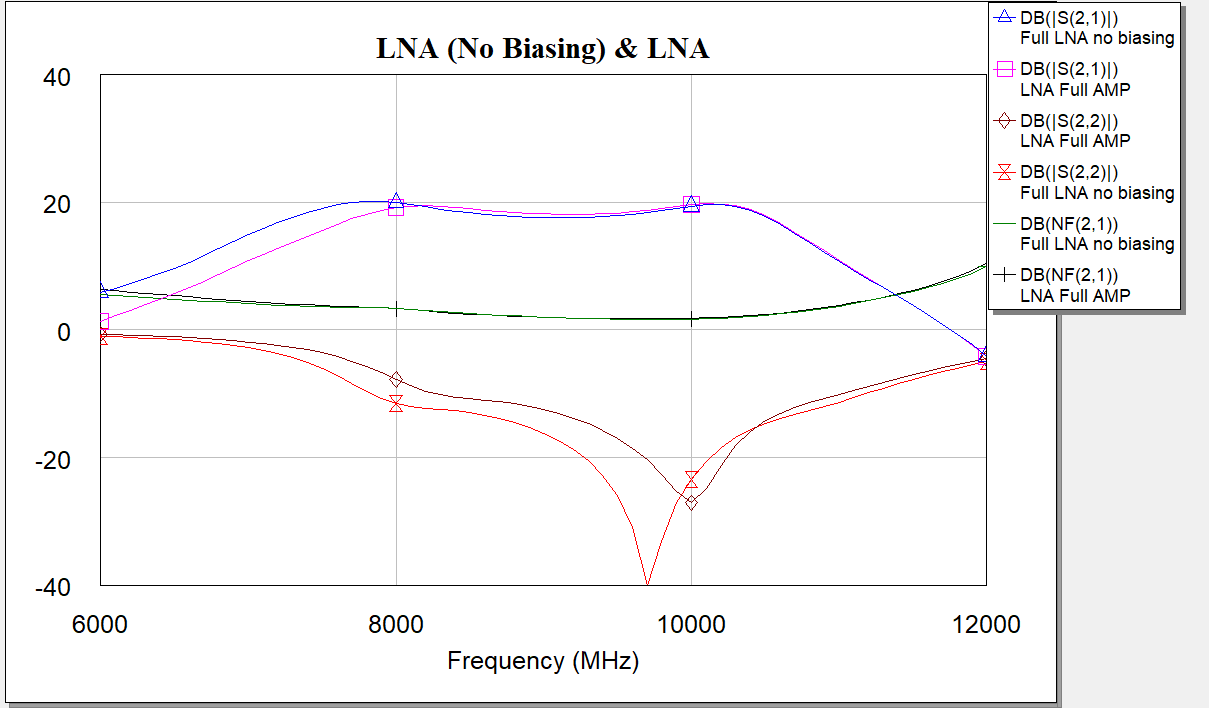 LNA (No Biasing) & LNA
40
20
0
-20
-40
6000
8000
10000
12000
Frequency (MHz)
DB(|S(2,1)|)
Full LNA no biasing
DB(|S(2,1)|)
LNA Full AMP
DB(|S(2,2)|)
LNA Full AMP
DB(|S(2,2)|)
Full LNA no biasing
DB(NF(2,1))
Full LNA no biasing
DB(NF(2,1))
LNA Full AMP